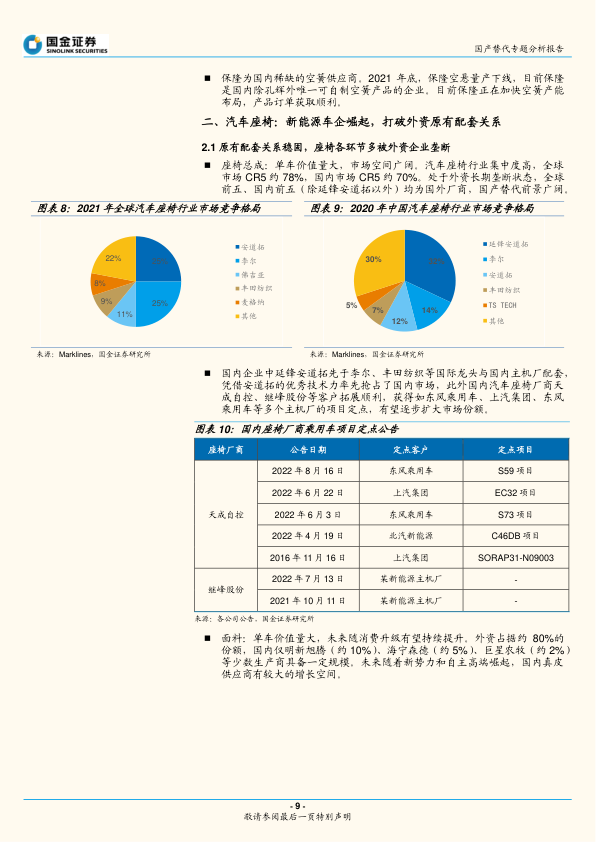 国金证券
SINOLINK SECURITIES
国产替代专题分析报告
■ 保隆为国内稀缺的空簧供应商。2021 年底，保隆空悬量产下线，目前保隆
是国内除孔辉外唯一可自制空簧产品的企业。目前保隆正在加快空簧产能
布局，产品订单获取顺利。
二、汽车座椅：新能源车企崛起，打破外资原有配套关系
2.1 原有配套关系稳固，座椅各环节多被外资企业垄断
■ 座椅总成：单车价值量大，市场空间广阔。汽车座椅行业集中度高，全球
市场 CR5 约 78%，国内市场 CR5 约 70%。处于外资长期垄断状态，全球
前五、国内前五（除延锋安道拓以外）均为国外厂商，国产替代前景广阔。
图表 8：2021 年全球汽车座椅行业市场竞争格局
22%
8%
9%
11%
25%
安道拓
李尔
佛吉亚
丰田纺织
麦格纳
其他
来源：Marklines，国金证券研究所
图表 9：2020 年中国汽车座椅行业市场竞争格局
30%
5%
7%
12%
14%
延锋安道拓
李尔
安道拓
丰田纺织
TS TECH
其他
来源：Marklines，国金证券研究所
■ 国内企业中延锋安道拓先于李尔、丰田纺织等国际龙头与国内主机厂配套，
凭借安道拓的优秀技术力率先抢占了国内市场，此外国内汽车座椅厂商天
成自控、继峰股份等客户拓展顺利，获得如东风乘用车、上汽集团、东风
乘用车等多个主机厂的项目定点，有望逐步扩大市场份额。
图表 10：国内座椅厂商乘用车项目定点公告
座椅厂商 公告日期 定点客户 定点项目
天成自控
2022 年 8 月 16 日 东风乘用车 S59 项目
2022 年 6 月 22 日 上汽集团 EC32 项目
2022 年 6 月 3 日 东风乘用车 S73 项目
2022 年 4 月 19 日 北汽新能源 C46DB 项目
2016 年 11 月 16 日 上汽集团 SORAP31-N09003
继峰股份
2022 年 7 月 13 日 某新能源主机厂 -
2021 年 10 月 11 日 某新能源主机厂 -
来源：各公司公告，国金证券研究所
■ 面料：单车价值量大，未来随消费升级有望持续提升。外资占据约 80%的
份额，国内仅明新旭腾（约 10%）、海宁森德（约 5%）、巨星农牧（约 2%）
等少数生产商具备一定规模。未来随着新势力和自主高端崛起，国内真皮
供应商有较大的增长空间。
- 9 -
敬请参阅最后一页特别声明